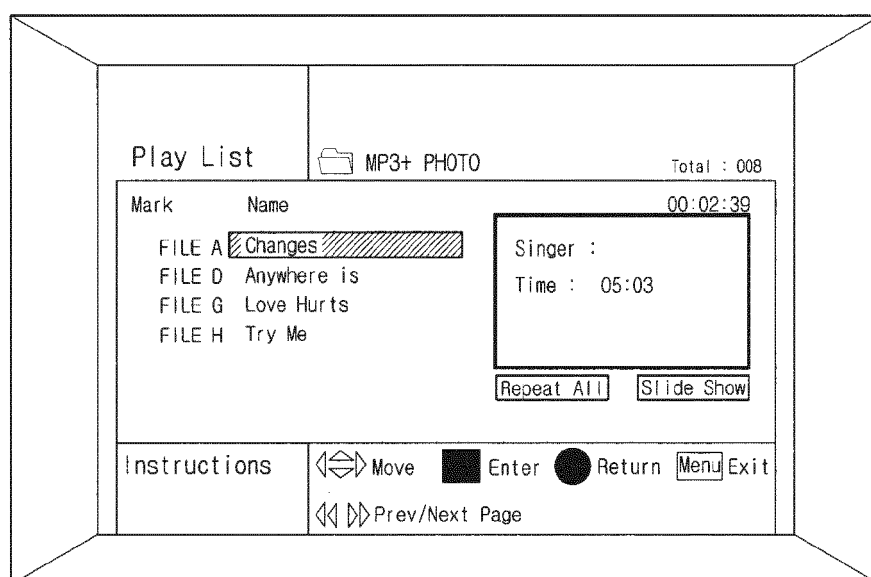 Play List
MP3+ PHOTO
Total : 008
Mark Name
00:02:39
FILE A Changes
FILE D Anywhere is
FILE G Love Hurts
FILE H Try Me
Singer :
Time : 05:03
Repeat All Slide Show
Instructions
Move Enter Return Menu Exit
Prev/Next Page